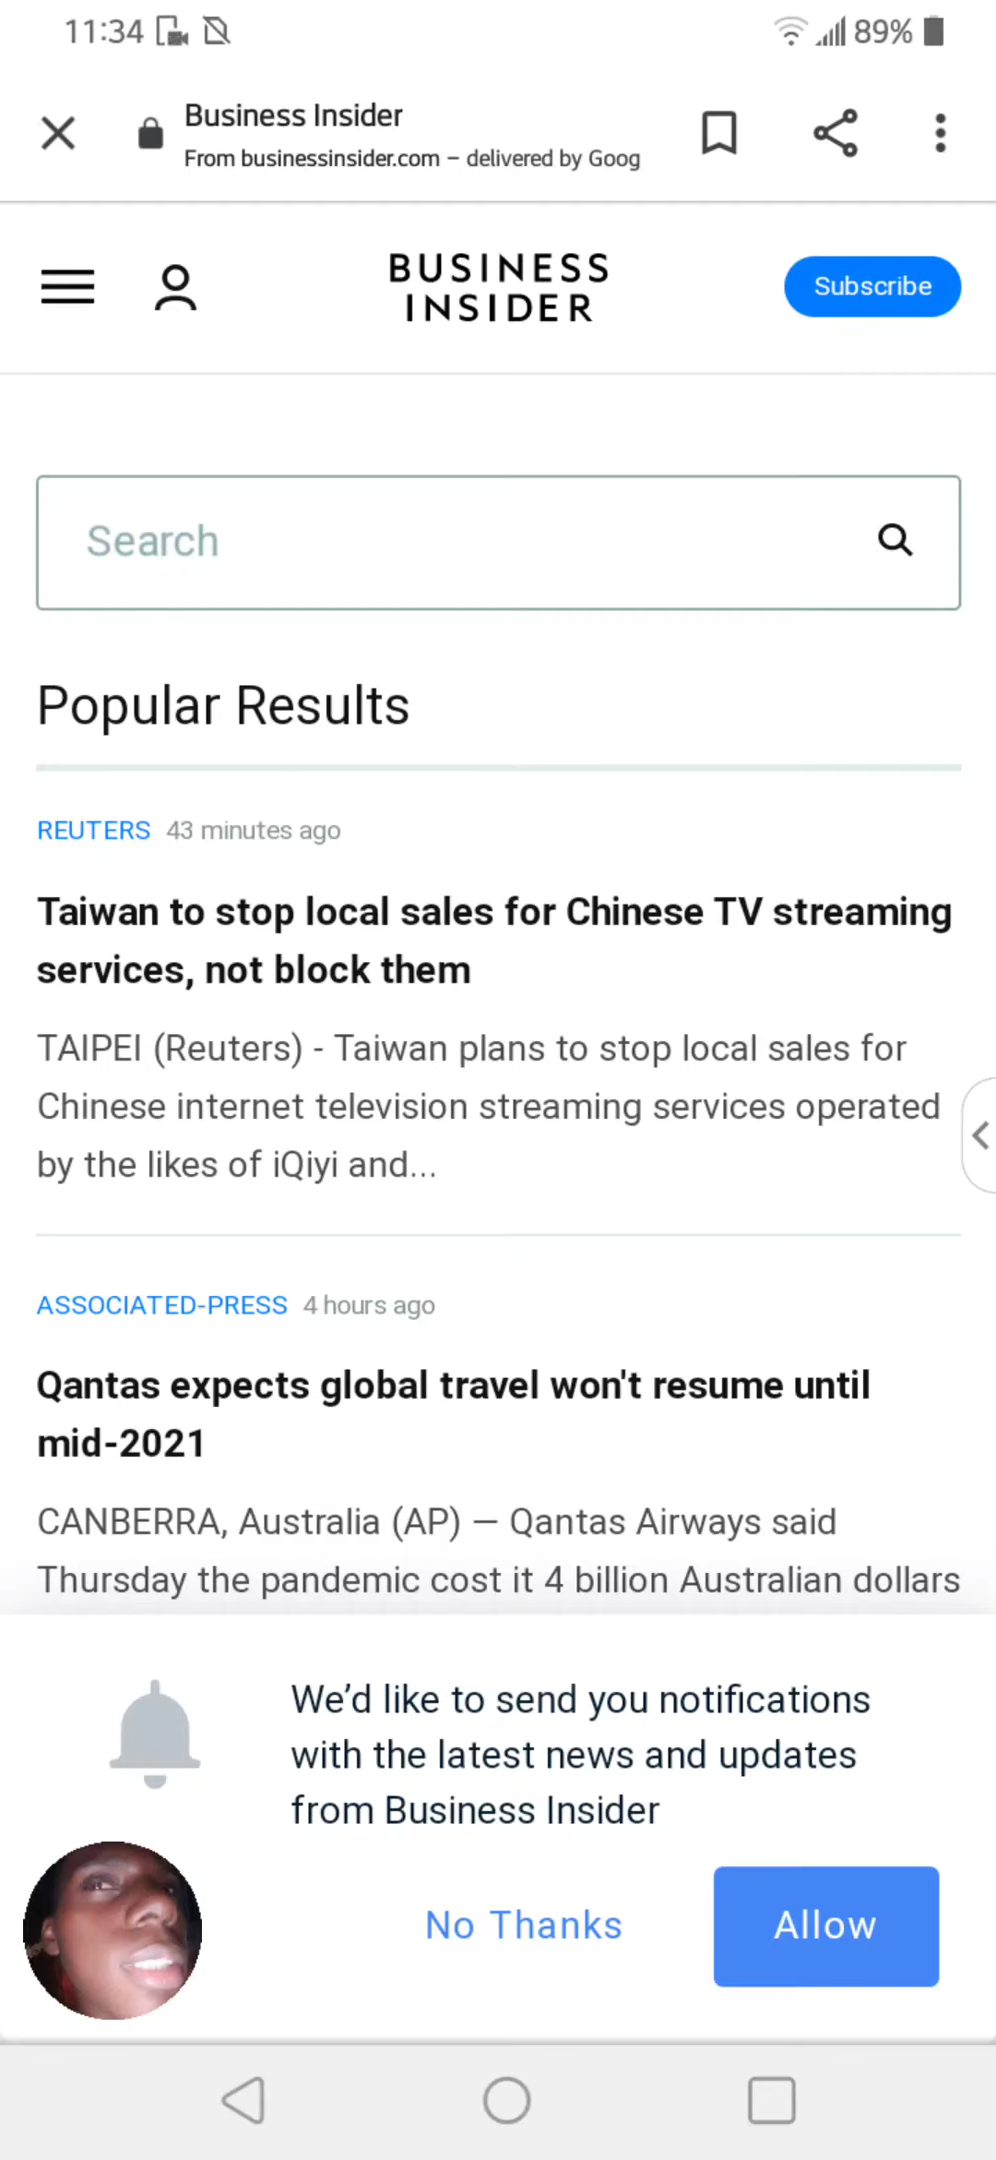 11:34
89%
Business Insider
From businessinsider.com – delivered by Goog
BUSINESS
INSIDER
Subscribe
Search
Popular Results
REUTERS 43 minutes ago
Taiwan to stop local sales for Chinese TV streaming
services, not block them
TAIPEI (Reuters) - Taiwan plans to stop local sales for
Chinese internet television streaming services operated
by the likes of iQiyi and...
ASSOCIATED-PRESS 4 hours ago
Qantas expects global travel won't resume until
mid-2021
CANBERRA, Australia (AP) — Qantas Airways said
Thursday the pandemic cost it 4 billion Australian dollars
We’d like to send you notifications
with the latest news and updates
from Business Insider
No Thanks
Allow